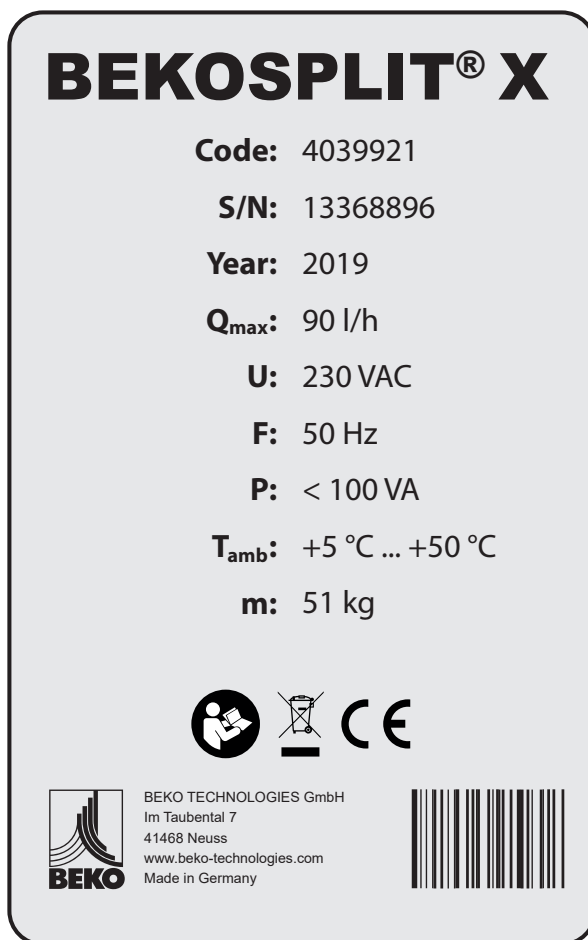 BEKOSPLIT® X
Code: 4039921
S/N: 13368896
Year: 2019
Qmax: 90 l/h
U: 230 VAC
F: 50 Hz
P: < 100 VA
Tamb: +5 °C ... +50 °C
m: 51 kg
CE
BEKO TECHNOLOGIES GmbH
Im Taubental 7
41468 Neuss
www.beko-technologies.com
Made in Germany
BEKO